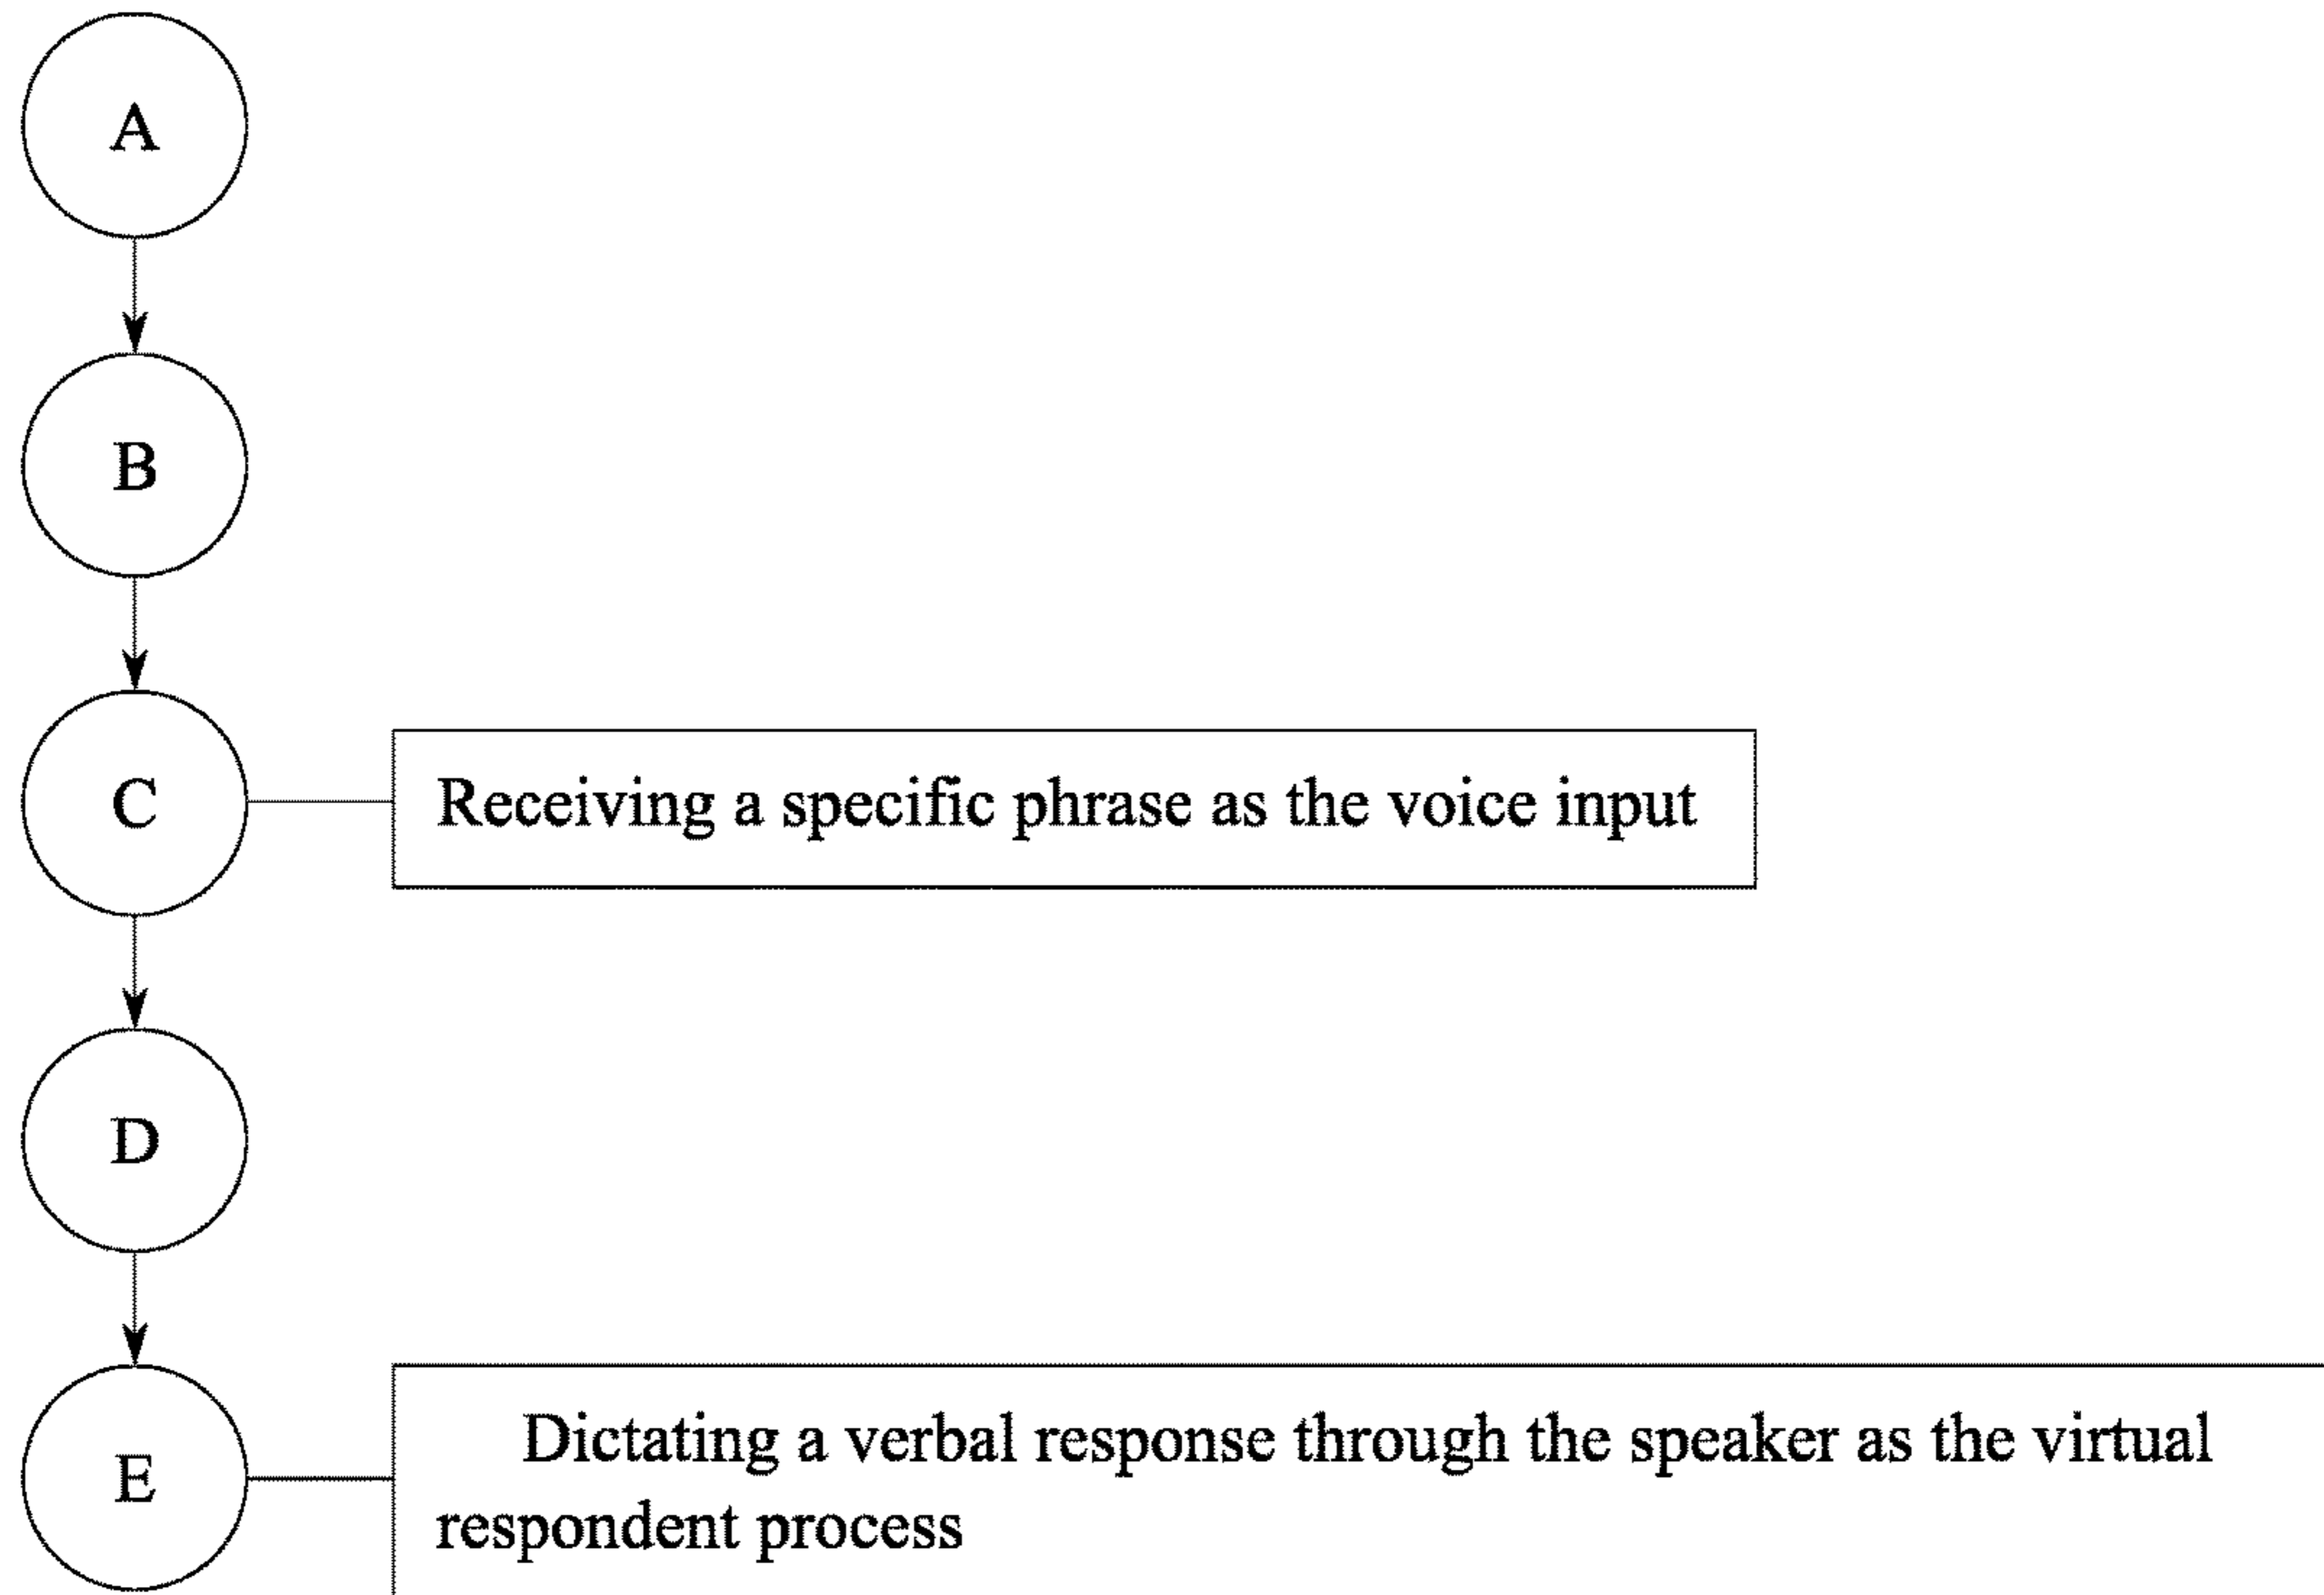 A
B
C
Receiving a specific phrase as the voice input
D
E
Dictating a verbal response through the speaker as the virtual
respondent process